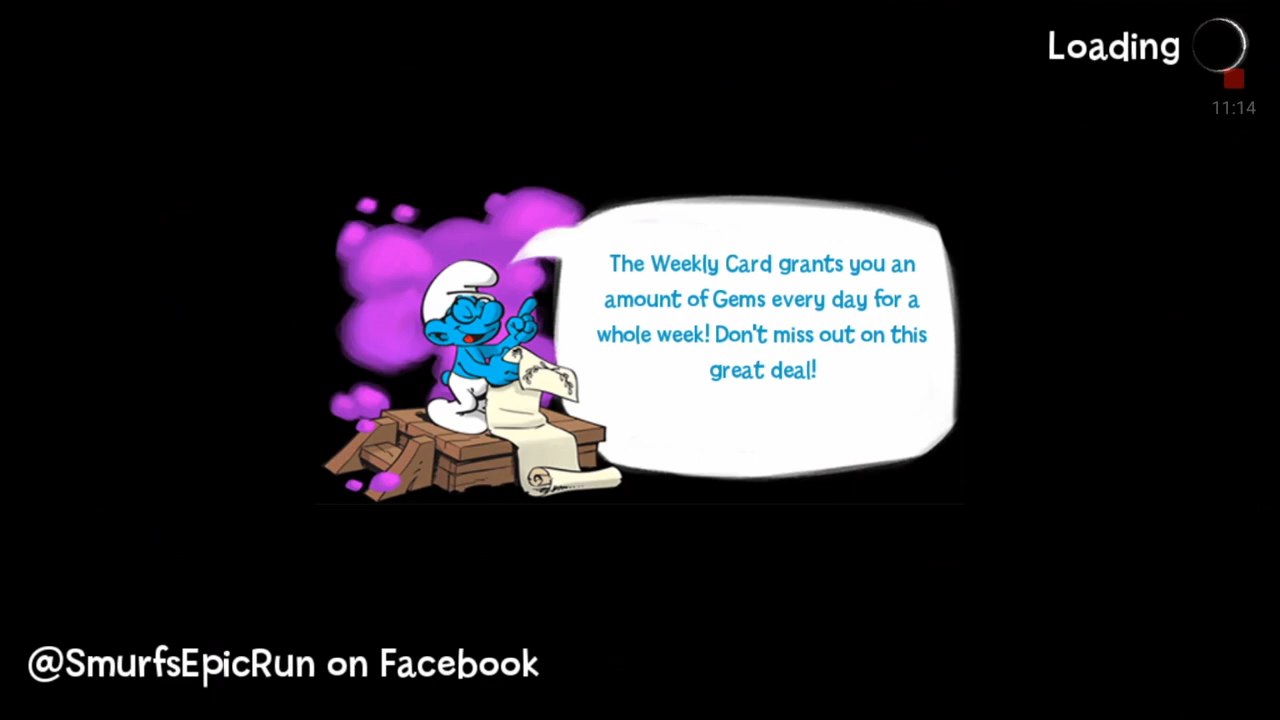 Loading
11:14
The Weekly Card grants you an
amount of Gems every day for a
whole week! Don't miss out on this
great deal!
@SmurfsEpicRun on Facebook